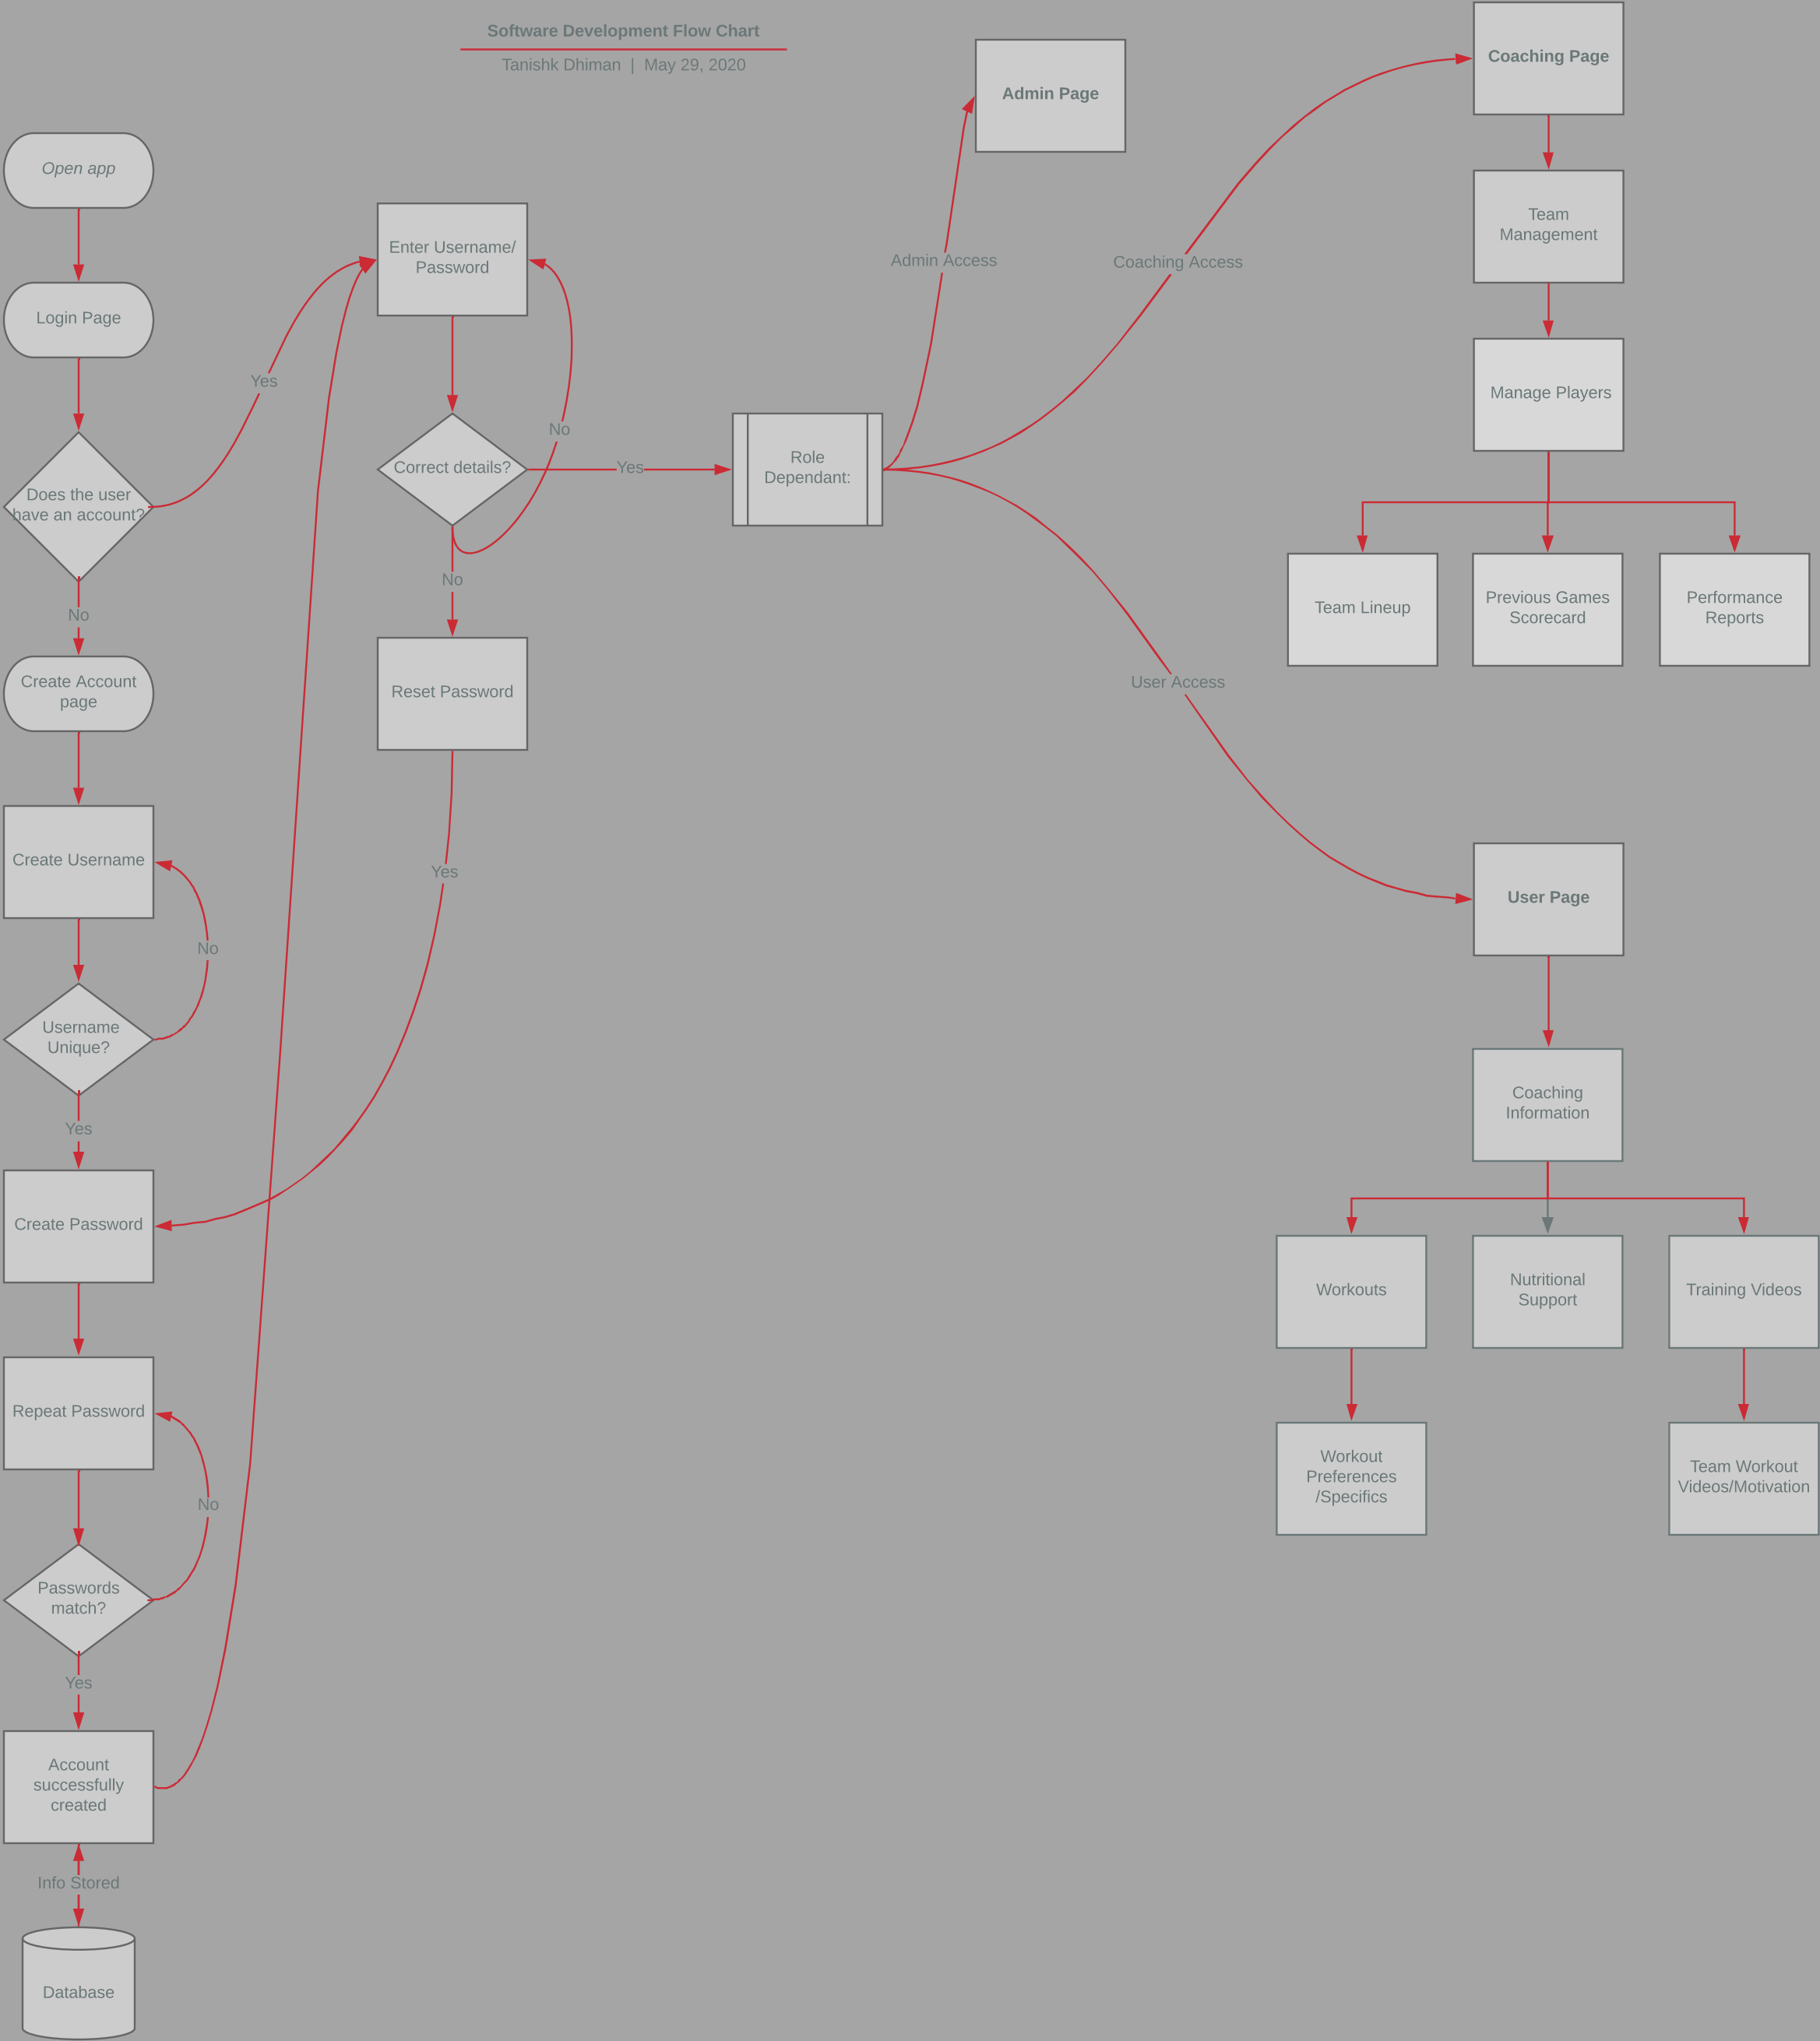 Software Development Flow Chart
Tanishk Dhiman | May 29, 2020
Open app
Login Page
Does the user
have an account?
Yes
No
Create Account
page
Create Username
No
Username
Unique?
Yes
Create Password
Repeat Password
No
Passwords
match?
Yes
Account
successfully
created
Info Stored
Database
Enter Username/
Password
Correct details?
No
Yes
No
Reset Password
Yes
Role
Dependant:
Admin Access
Coaching Access
User Access
Admin Page
Coaching Page
Team
Management
Manage Players
Team Lineup
Previous Games
Scorecard
Performance
Reports
User Page
Coaching
Information
Workouts
Nutritional
Support
Training Videos
Workout
Preferences
/Specifics
Team Workout
Videos/Motivation